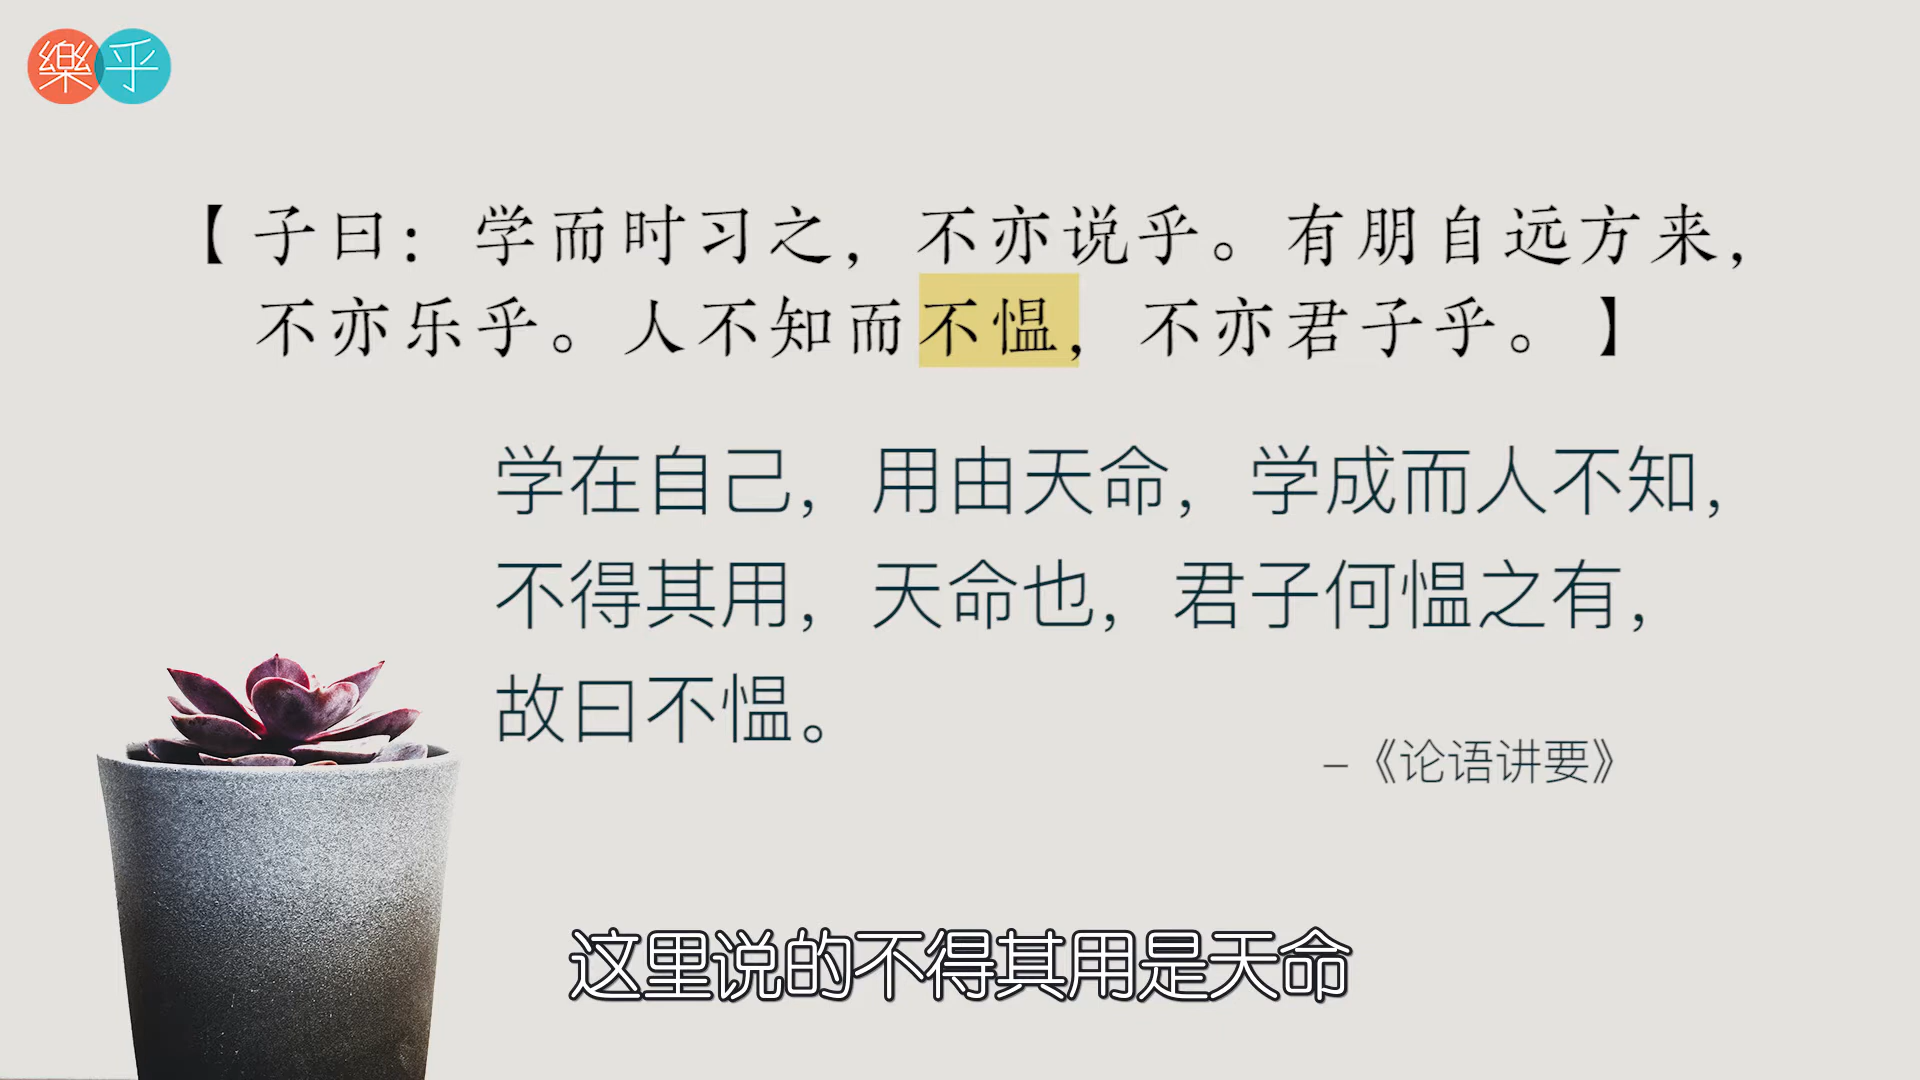 樂乎
【子曰：学而时习之，不亦说乎。有朋自远方来，
不亦乐乎。人不知而不愠，不亦君子乎。】
学在自己，用由天命，学成而人不知，
不得其用，天命也，君子何愠之有，
故曰不愠。
–《论语讲要》
这里说的不得其用是天命